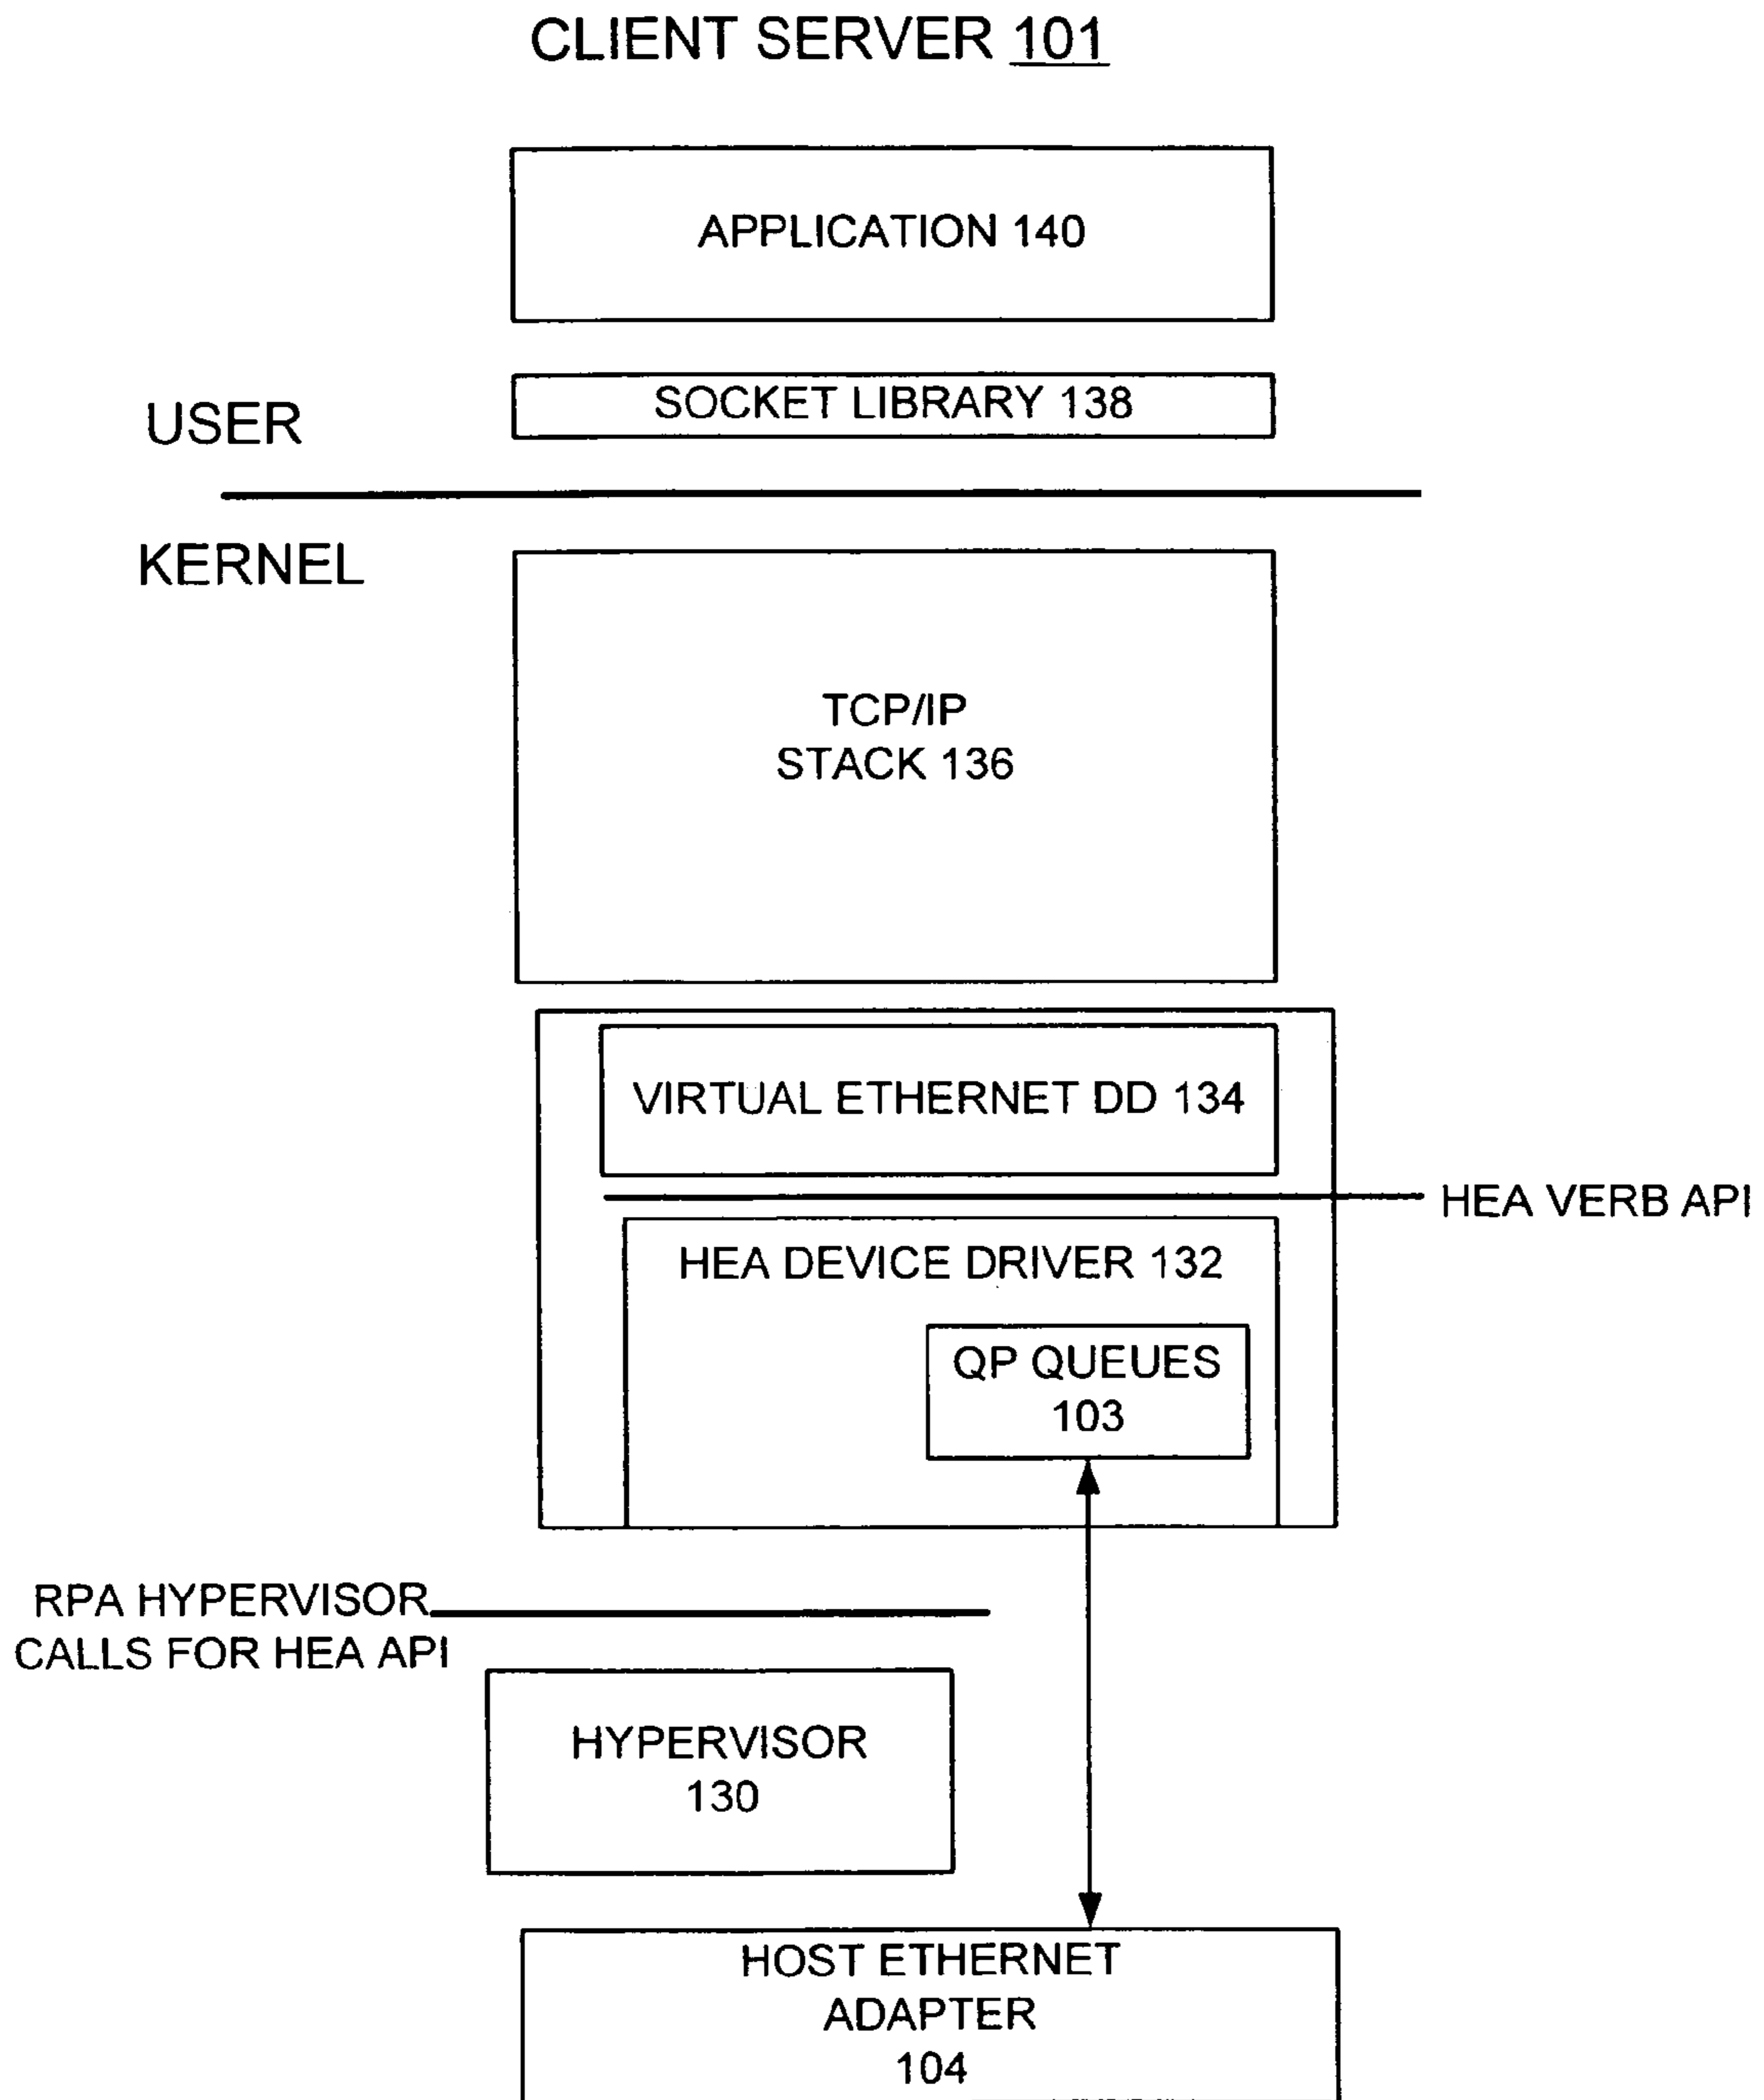 CLIENT SERVER 101
APPLICATION 140
SOCKET LIBRARY 138
USER
KERNEL
TCP/IP
STACK 136
VIRTUAL ETHERNET DD 134
HEA VERB API
HEA DEVICE DRIVER 132
QP QUEUES
103
RPA HYPERVISOR
CALLS FOR HEA API
HYPERVISOR
130
HOST ETHERNET
ADAPTER
104